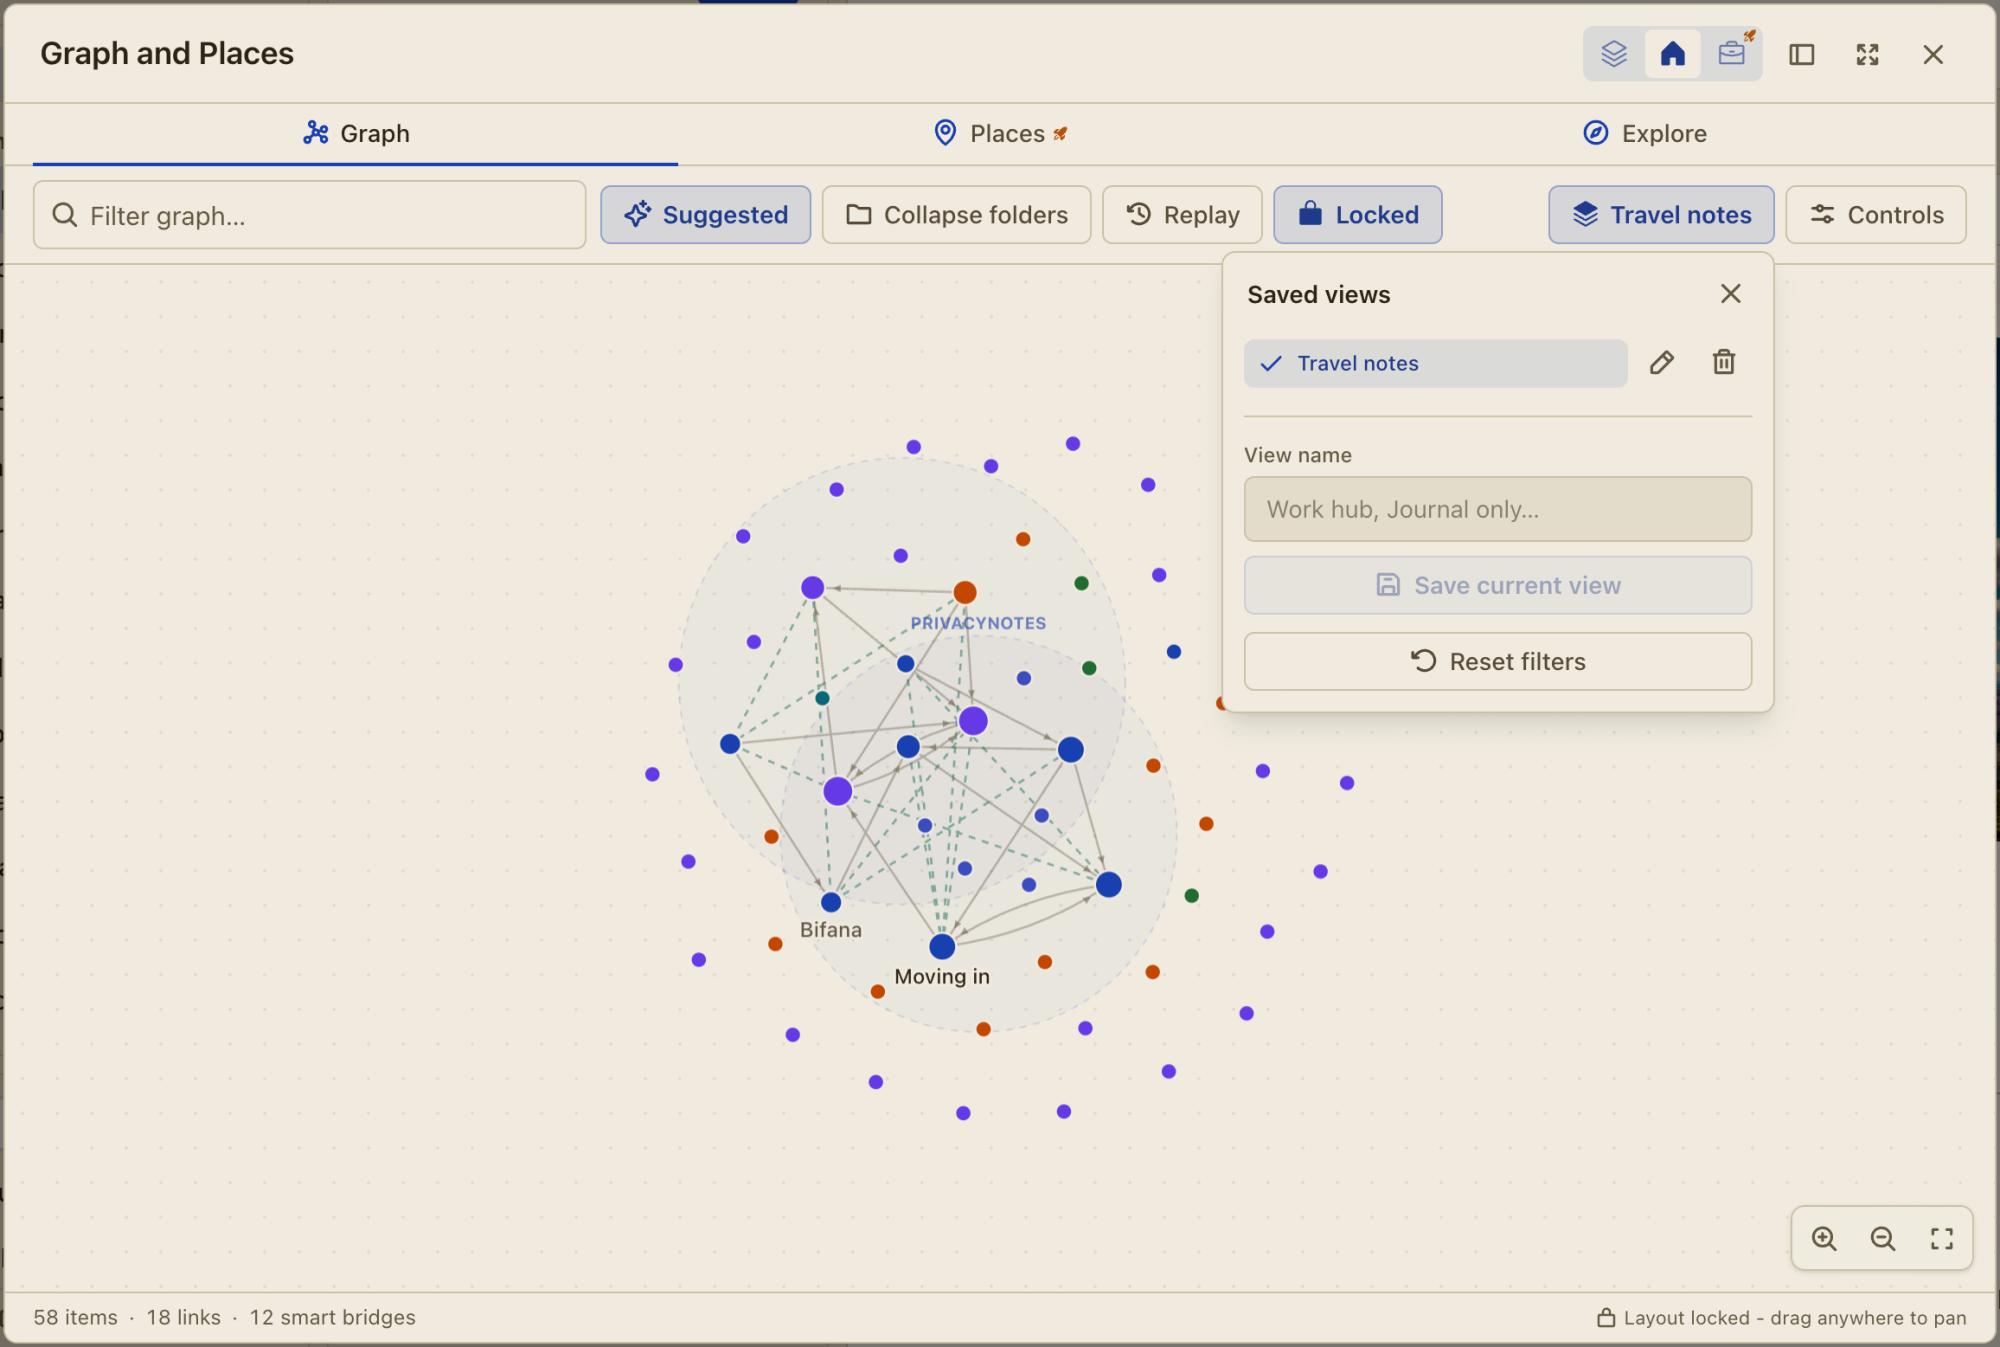 Graph and Places
Graph
Places
Explore
Filter graph...
Suggested
Collapse folders
Replay
Locked
Travel notes
Controls
Saved views
Travel notes
View name
Work hub, Journal only...
Save current view
Reset filters
PRIVACYNOTES
Bifana
Moving in
58 items · 18 links · 12 smart bridges
Layout locked - drag anywhere to pan